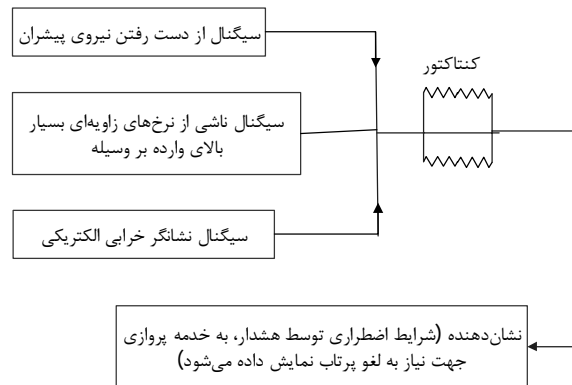 سیگنال از دست رفتن نیروی پیشران
کنتاکتور
سیگنال ناشی از نرخ‌های زاویه‌ای بسیار
بالای وارده بر وسیله
سیگنال نشانگر خرابی الکتریکی
نشان‌دهنده (شرایط اضطراری توسط هشدار، به خدمه پروازی
جهت نیاز به لغو پرتاب نمایش داده می‌شود)